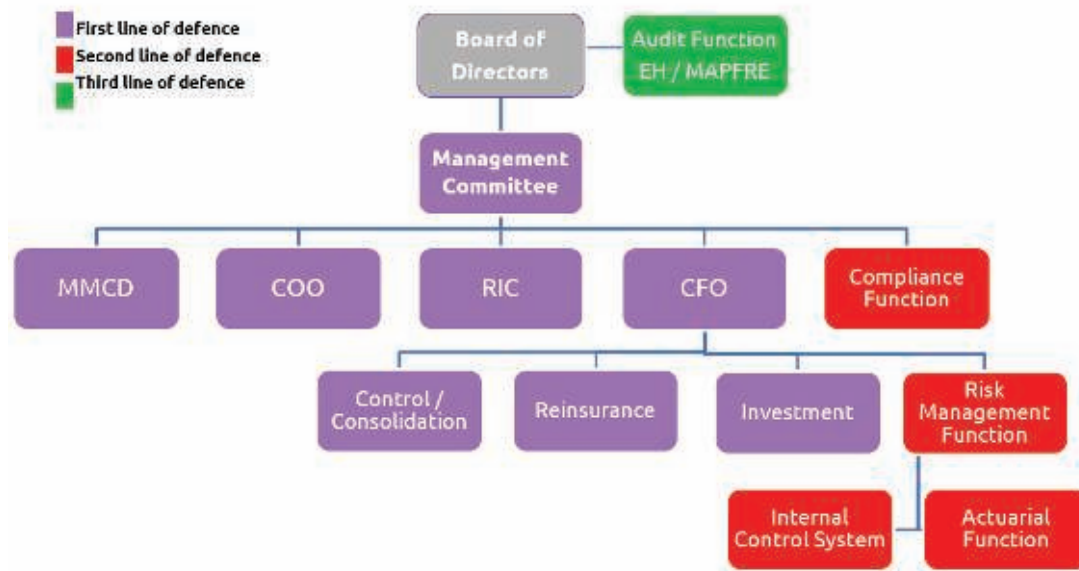 First line of defence
Second line of defence
Third line of defence
Board of
Directors
Audit Function
EH / MAPFRE
Management
Committee
MMCD
COO
RIC
CFO
Compliance
Function
Control /
Consolidation
Reinsurance
Investment
Risk
Management
Function
Internal
Control System
Actuarial
Function